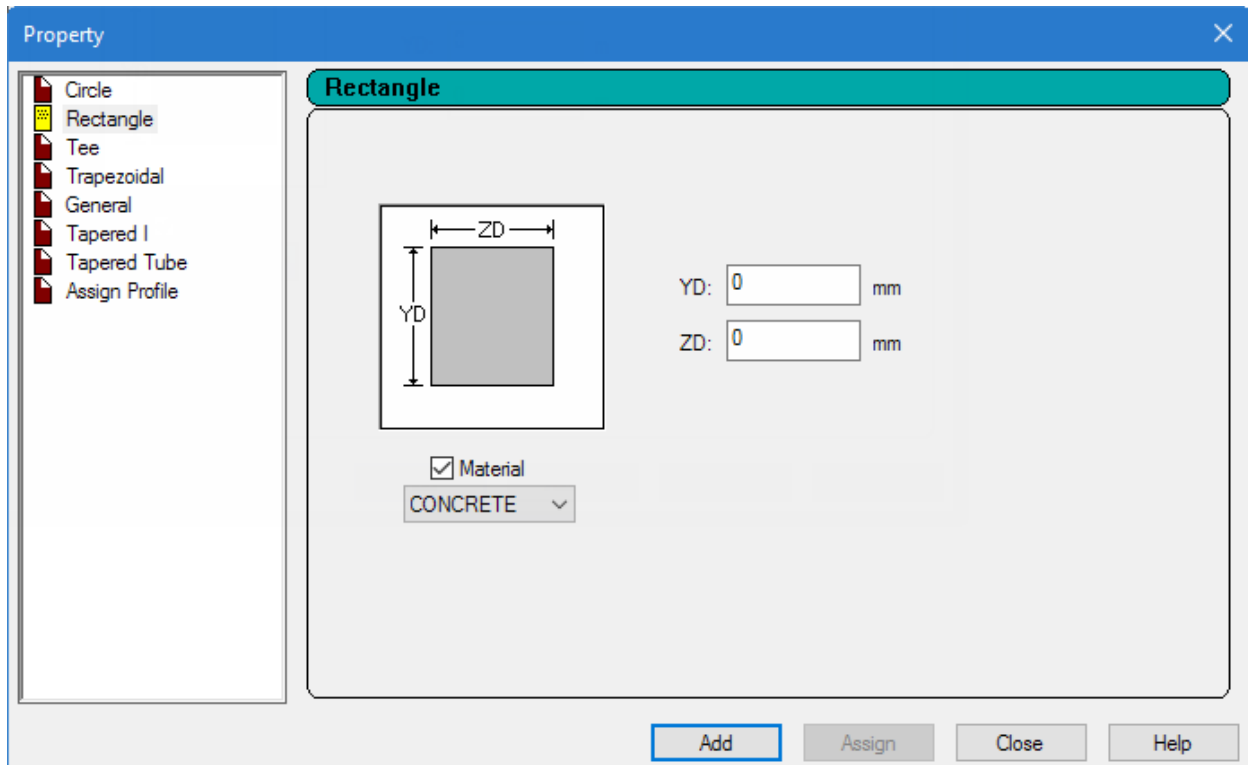 Property
Circle
Rectangle
Tee
Trapezoidal
General
Tapered I
Tapered Tube
Assign Profile
Rectangle
ZD
YD
YD: 0 mm
ZD: 0 mm
Material
CONCRETE
Add Assign Close Help